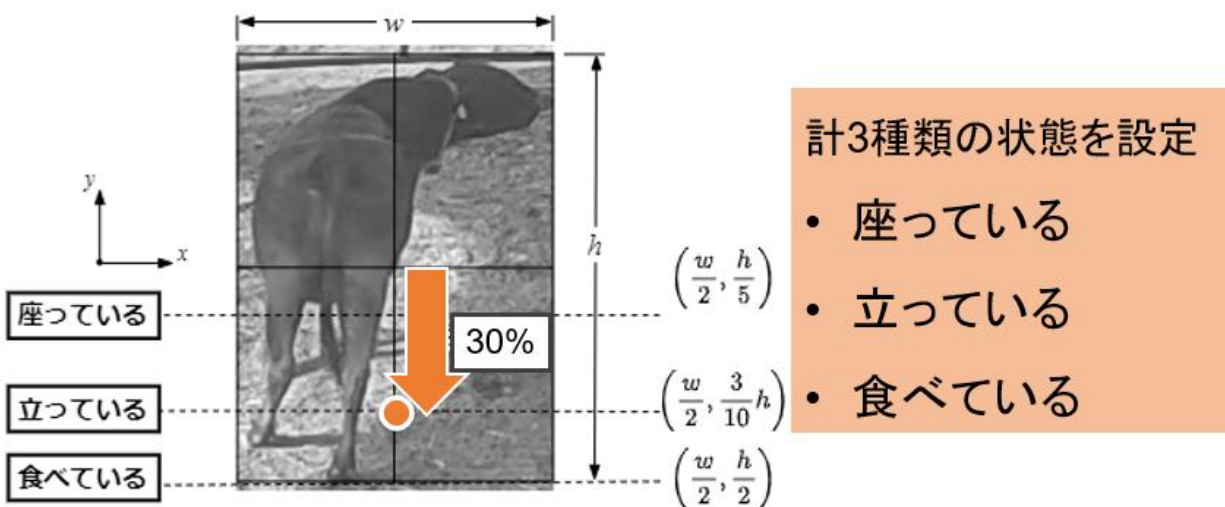 w
y
x
h
座っている
立っている
食べている
30%
(w/2, h/5)
(w/2, 3/10 h)
(w/2, h/2)
計3種類の状態を設定
• 座っている
• 立っている
• 食べている